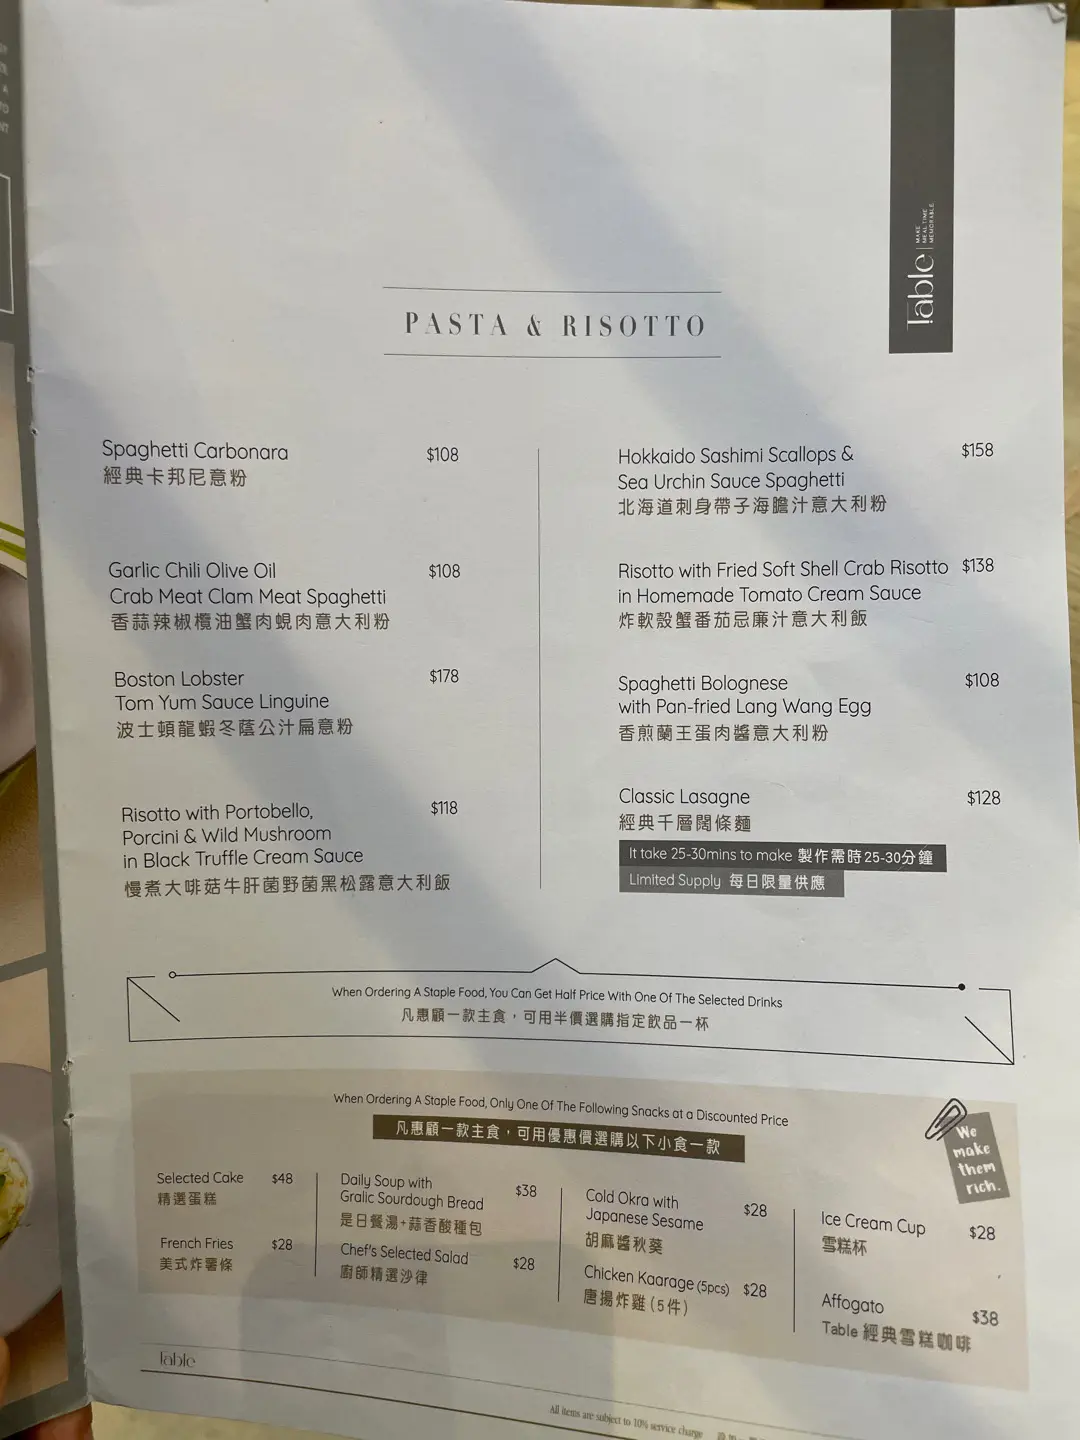 Table
MAKE
MEAL TIME
MEMORABLE.
PASTA & RISOTTO
Spaghetti Carbonara $108
經典卡邦尼意粉
Garlic Chili Olive Oil $108
Crab Meat Clam Meat Spaghetti
香蒜辣椒欖油蟹肉蜆肉意大利粉
Boston Lobster $178
Tom Yum Sauce Linguine
波士頓龍蝦冬蔭公汁扁意粉
Risotto with Portobello, $118
Porcini & Wild Mushroom
in Black Truffle Cream Sauce
慢煮大啡菇牛肝菌野菌黑松露意大利飯
Hokkaido Sashimi Scallops & $158
Sea Urchin Sauce Spaghetti
北海道刺身帶子海膽汁意大利粉
Risotto with Fried Soft Shell Crab Risotto $138
in Homemade Tomato Cream Sauce
炸軟殼蟹番茄忌廉汁意大利飯
Spaghetti Bolognese $108
with Pan-fried Lang Wang Egg
香煎蘭王蛋肉醬意大利粉
Classic Lasagne $128
經典千層闊條麵
It take 25-30mins to make 製作需時25-30分鐘
Limited Supply 每日限量供應
When Ordering A Staple Food, You Can Get Half Price With One Of The Selected Drinks
凡惠顧一款主食，可用半價選購指定飲品一杯
When Ordering A Staple Food, Only One Of The Following Snacks at a Discounted Price
凡惠顧一款主食，可用優惠價選購以下小食一款
We
make
them
rich.
Selected Cake $48
精選蛋糕
French Fries $28
美式炸薯條
Daily Soup with $38
Gralic Sourdough Bread
是日餐湯+蒜香酸種包
Chef's Selected Salad $28
廚師精選沙律
Cold Okra with $28
Japanese Sesame
胡麻醬秋葵
Chicken Kaarage (5pcs) $28
唐揚炸雞(5件)
Ice Cream Cup $28
雪糕杯
Affogato $38
Table 經典雪糕咖啡
Table
All items are subject to 10% service charge